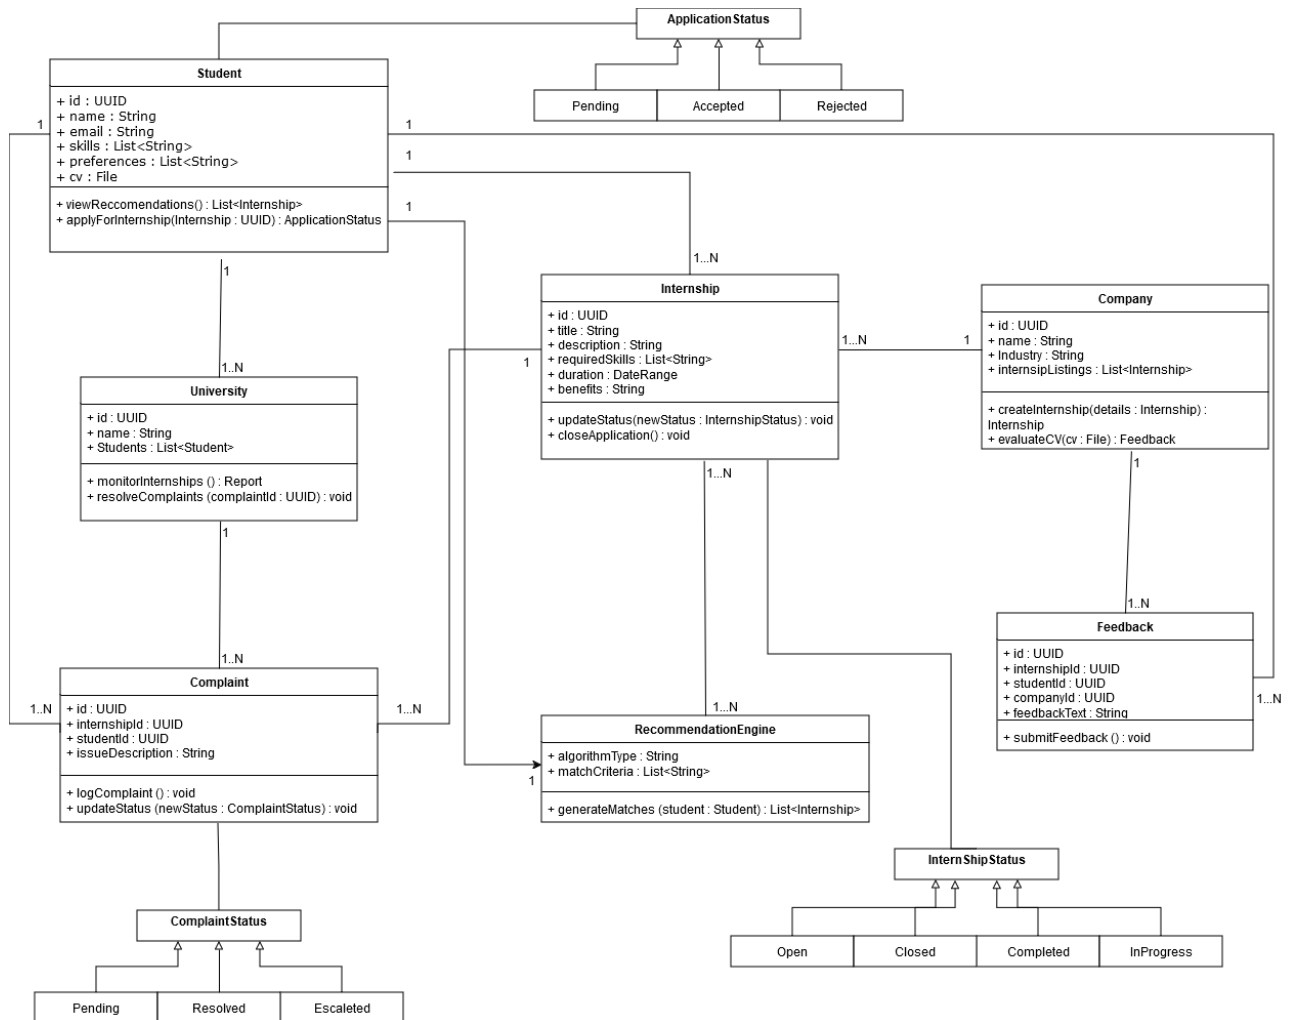 ApplicationStatus
Pending
Accepted
Rejected
Student
+ id : UUID
+ name : String
+ email : String
+ skills : List<String>
+ preferences : List<String>
+ cv : File
+ viewReccomendations() : List<Internship>
+ applyForInternship(Internship : UUID) : ApplicationStatus
1
1
1
1
1
1...N
1..N
University
+ id : UUID
+ name : String
+ Students : List<Student>
+ monitorInternships () : Report
+ resolveComplaints (complaintId : UUID) : void
1
1..N
Internship
+ id : UUID
+ title : String
+ description : String
+ requiredSkills : List<String>
+ duration : DateRange
+ benefits : String
+ updateStatus(newStatus : InternshipStatus) : void
+ closeApplication() : void
1
1...N
1
1...N
Company
+ id : UUID
+ name : String
+ Industry : String
+ internsipListings : List<Internship>
+ createInternship(details : Internship) :
Internship
+ evaluateCV(cv : File) : Feedback
1
1..N
Feedback
+ id : UUID
+ internshipId : UUID
+ studentId : UUID
+ companyId : UUID
+ feedbackText : String
+ submitFeedback () : void
1...N
1..N
Complaint
+ id : UUID
+ internshipId : UUID
+ studentId : UUID
+ issueDescription : String
+ logComplaint () : void
+ updateStatus (newStatus : ComplaintStatus) : void
1...N
1...N
RecommendationEngine
+ algorithmType : String
+ matchCriteria : List<String>
+ generateMatches (student : Student) : List<Internship>
1
InternShipStatus
Open
Closed
Completed
InProgress
ComplaintStatus
Pending
Resolved
Escaleted